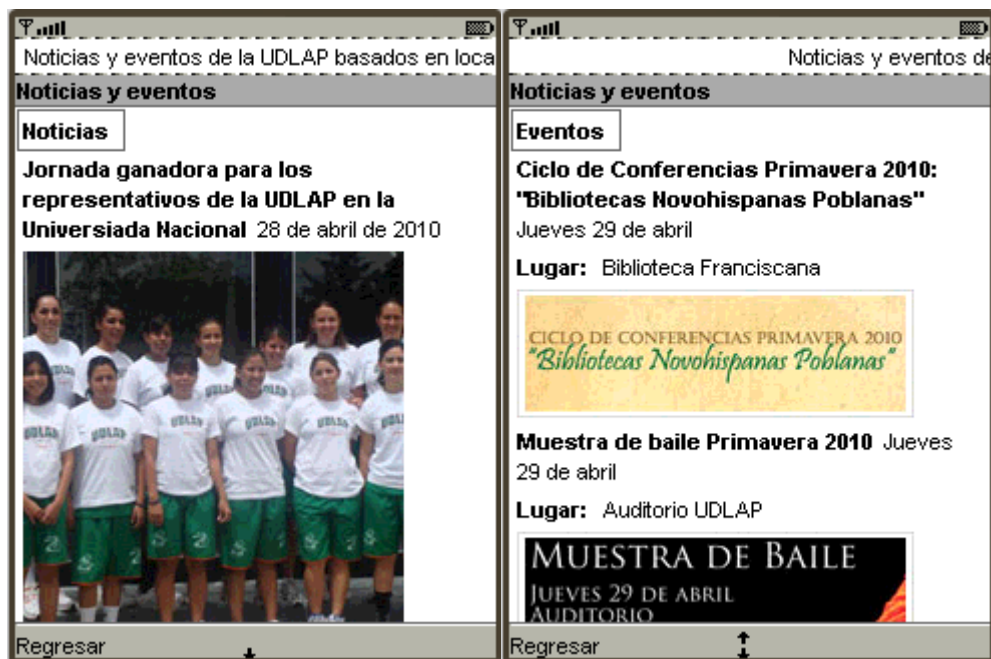 Noticias y eventos de la UDLAP basados en loca
Noticias y eventos
Noticias
Jornada ganadora para los
representativos de la UDLAP en la
Universiada Nacional 28 de abril de 2010
UDLAP
UDLAP
UDLAP
UDLAP
UDLAP
UDLAP
Regresar
Noticias y eventos de
Noticias y eventos
Eventos
Ciclo de Conferencias Primavera 2010:
"Bibliotecas Novohispanas Poblanas"
Jueves 29 de abril
Lugar: Biblioteca Franciscana
CICLO DE CONFERENCIAS PRIMAVERA 2010
"Bibliotecas Novohispanas Poblanas"
Muestra de baile Primavera 2010 Jueves
29 de abril
Lugar: Auditorio UDLAP
MUESTRA DE BAILE
JUEVES 29 DE ABRIL
AUDITORIO
Regresar